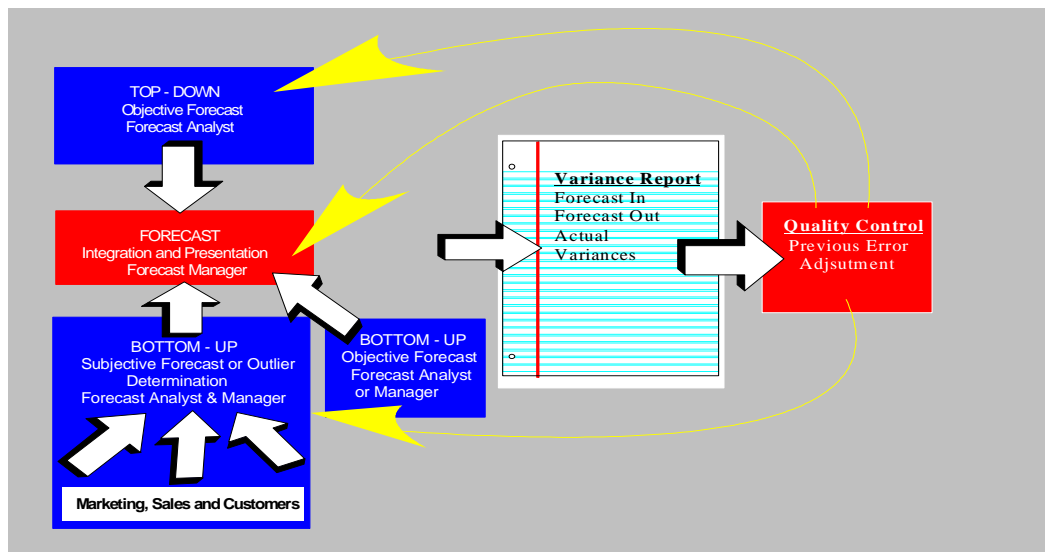 TOP - DOWN
Objective Forecast
Forecast Analyst
FORECAST
Integration and Presentation
Forecast Manager
BOTTOM - UP
Subjective Forecast or Outlier
Determination
Forecast Analyst & Manager
Marketing, Sales and Customers
BOTTOM - UP
Objective Forecast
Forecast Analyst
or Manager
Variance Report
Forecast In
Forecast Out
Actual
Variances
Quality Control
Previous Error
Adjsutment